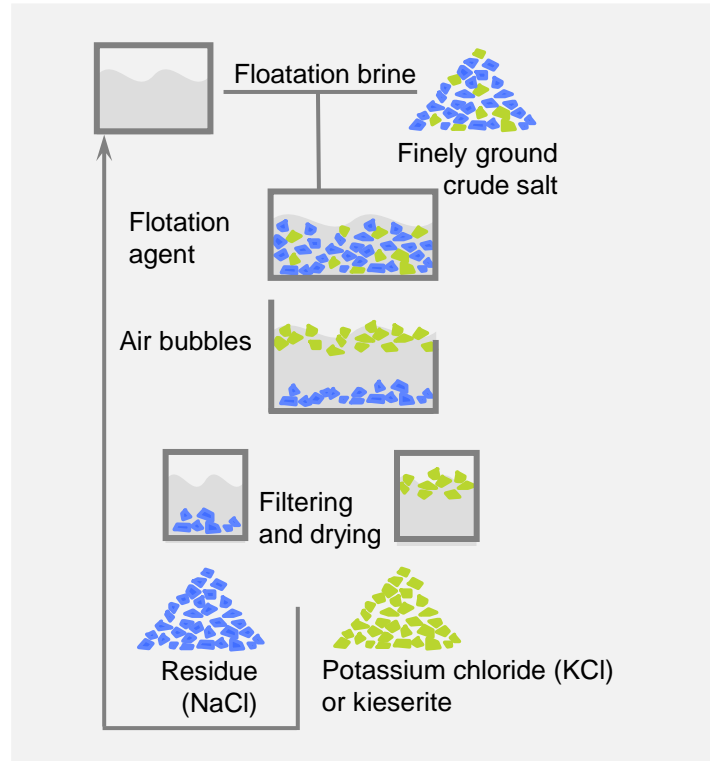 Floatation brine
Finely ground
crude salt
Flotation
agent
Air bubbles
Filtering
and drying
Residue
(NaCl)
Potassium chloride (KCl)
or kieserite